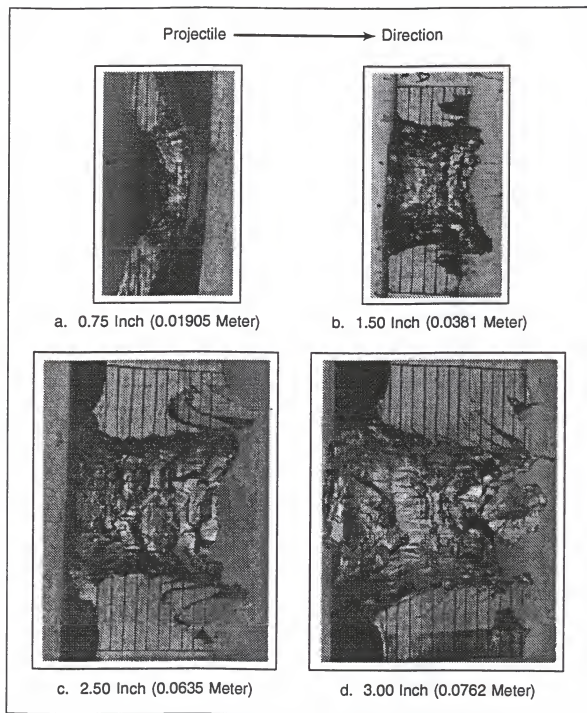 Projectile Direction
a. 0.75 Inch (0.01905 Meter)
b. 1.50 Inch (0.0381 Meter)
c. 2.50 Inch (0.0635 Meter)
d. 3.00 Inch (0.0762 Meter)